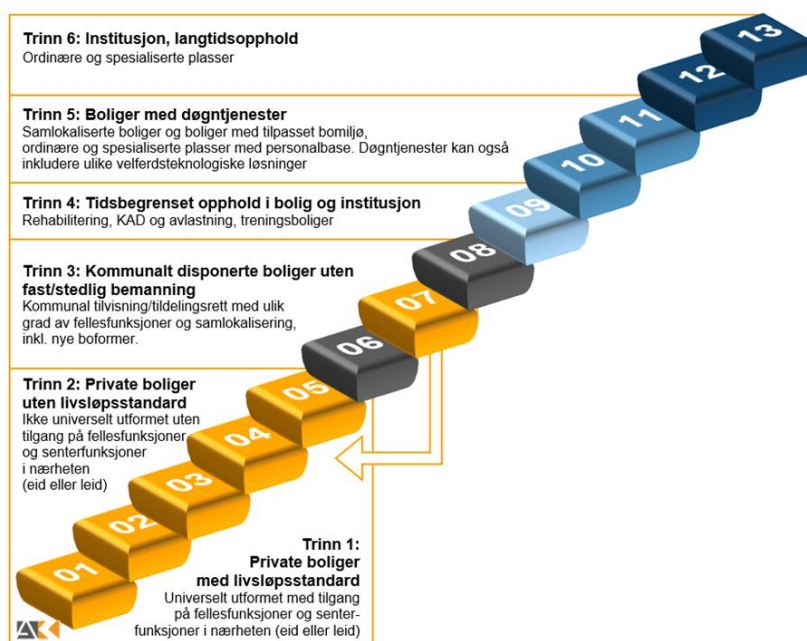 Trinn 6: Institusjon, langtidsopphold
Ordinære og spesialiserte plasser
Trinn 5: Boliger med døgntjenester
Samlokaliserte boliger og boliger med tilpasset bomiljø,
ordinære og spesialiserte plasser med personalbase. Døgntjenester kan også
inkludere ulike velferdsteknologiske løsninger
Trinn 4: Tidsbegrenset opphold i bolig og institusjon
Rehabilitering, KAD og avlastning, treningsboliger
Trinn 3: Kommunalt disponerte boliger uten
fast/stedlig bemanning
Kommunal tilvisning/tildelingsrett med ulik
grad av fellesfunksjoner og samlokalisering,
inkl. nye boformer.
Trinn 2: Private boliger
uten livsløpsstandard
Ikke universelt utformet uten
tilgang på fellesfunksjoner
og senterfunksjoner
i nærheten
(eid eller leid)
Trinn 1:
Private boliger
med livsløpsstandard
Universelt utformet med tilgang
på fellesfunksjoner og senter-
funksjoner i nærheten (eid eller leid)
13
12
11
10
09
08
07
06
05
04
03
02
01